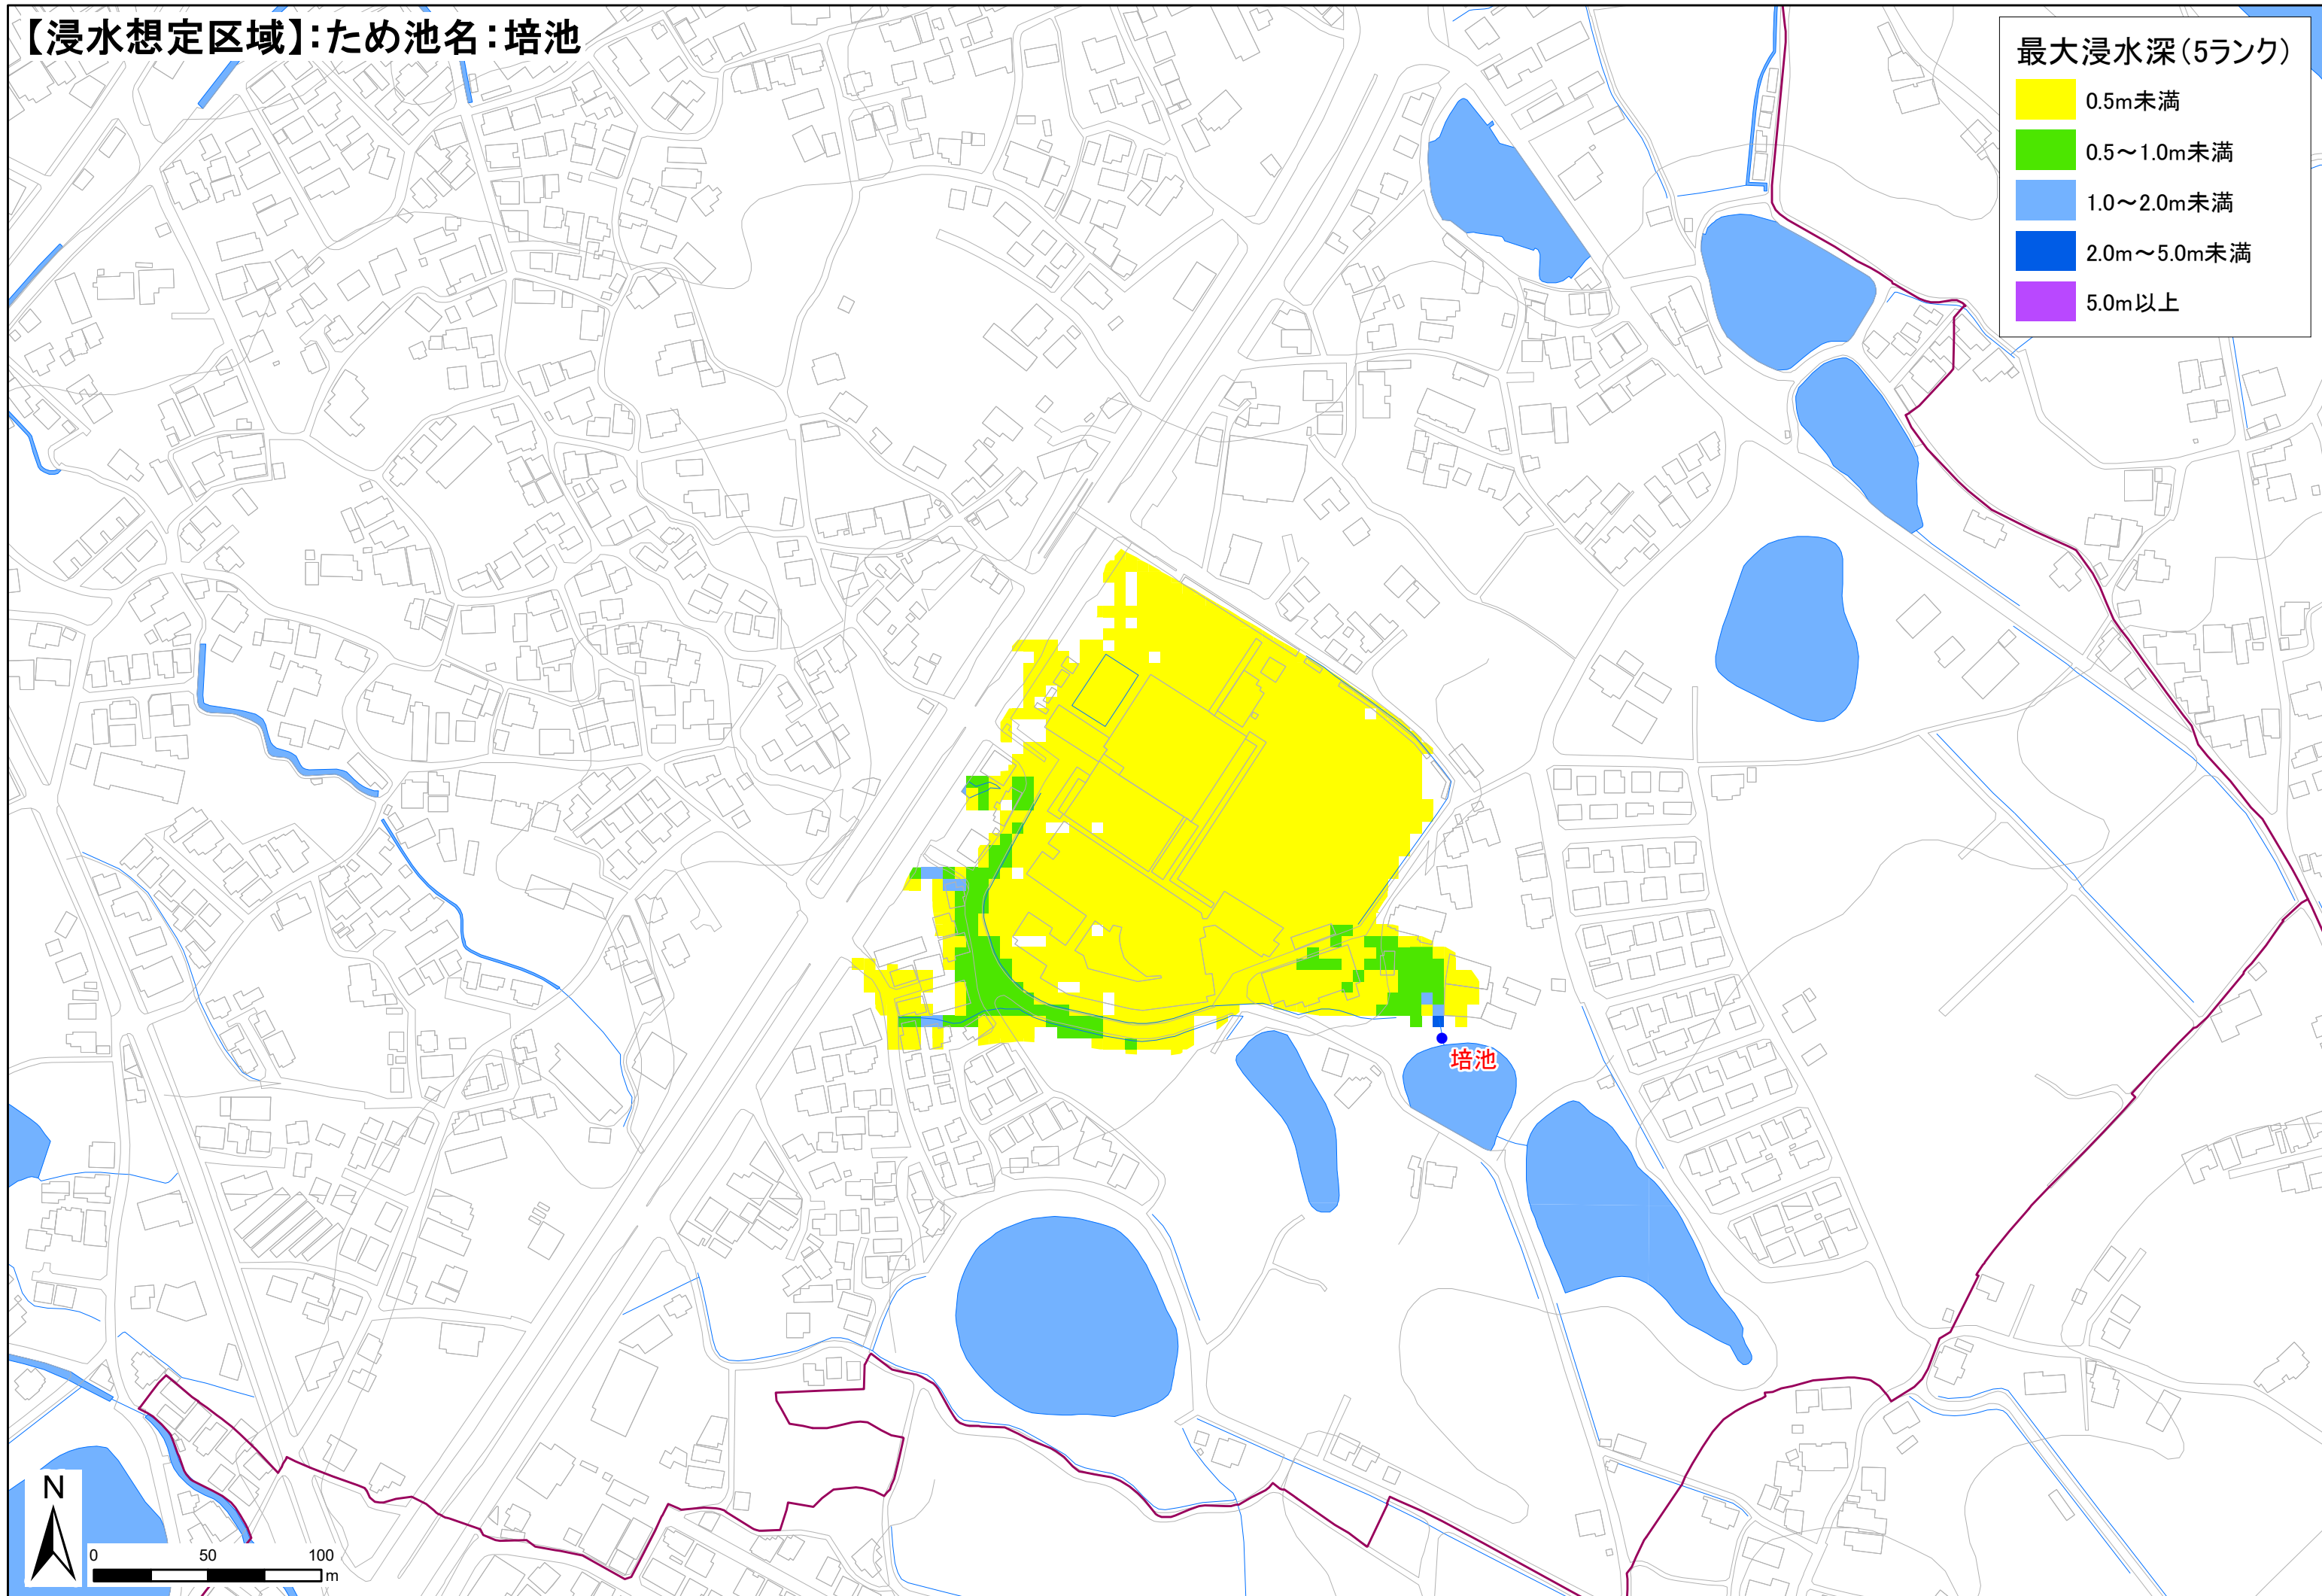 【浸水想定区域】:ため池名:培池
最大浸水深(5ランク)
0.5m未満
0.5～1.0m未満
1.0～2.0m未満
2.0m～5.0m未満
5.0m以上
培池
N
0 50 100
m